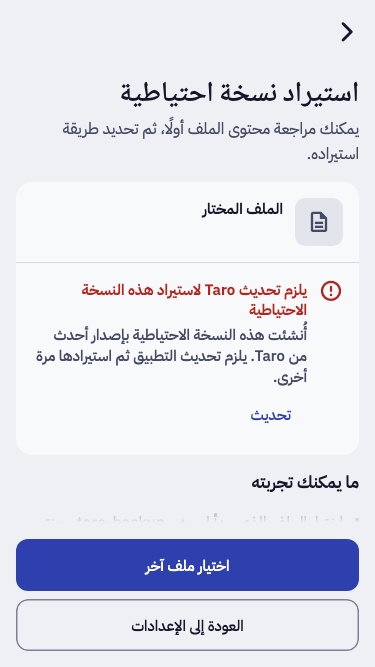 استيراد نسخة احتياطية
يمكنك مراجعة محتوى الملف أولًا، ثم تحديد طريقة
استيراده.
الملف المختار
يلزم تحديث Taro لاستيراد هذه النسخة
الاحتياطية
أُنشئت هذه النسخة الاحتياطية بإصدار أحدث
من Taro. يلزم تحديث التطبيق ثم استيرادها مرة
أخرى.
تحديث
ما يمكنك تجربته
اختيار ملف آخر
العودة إلى الإعدادات